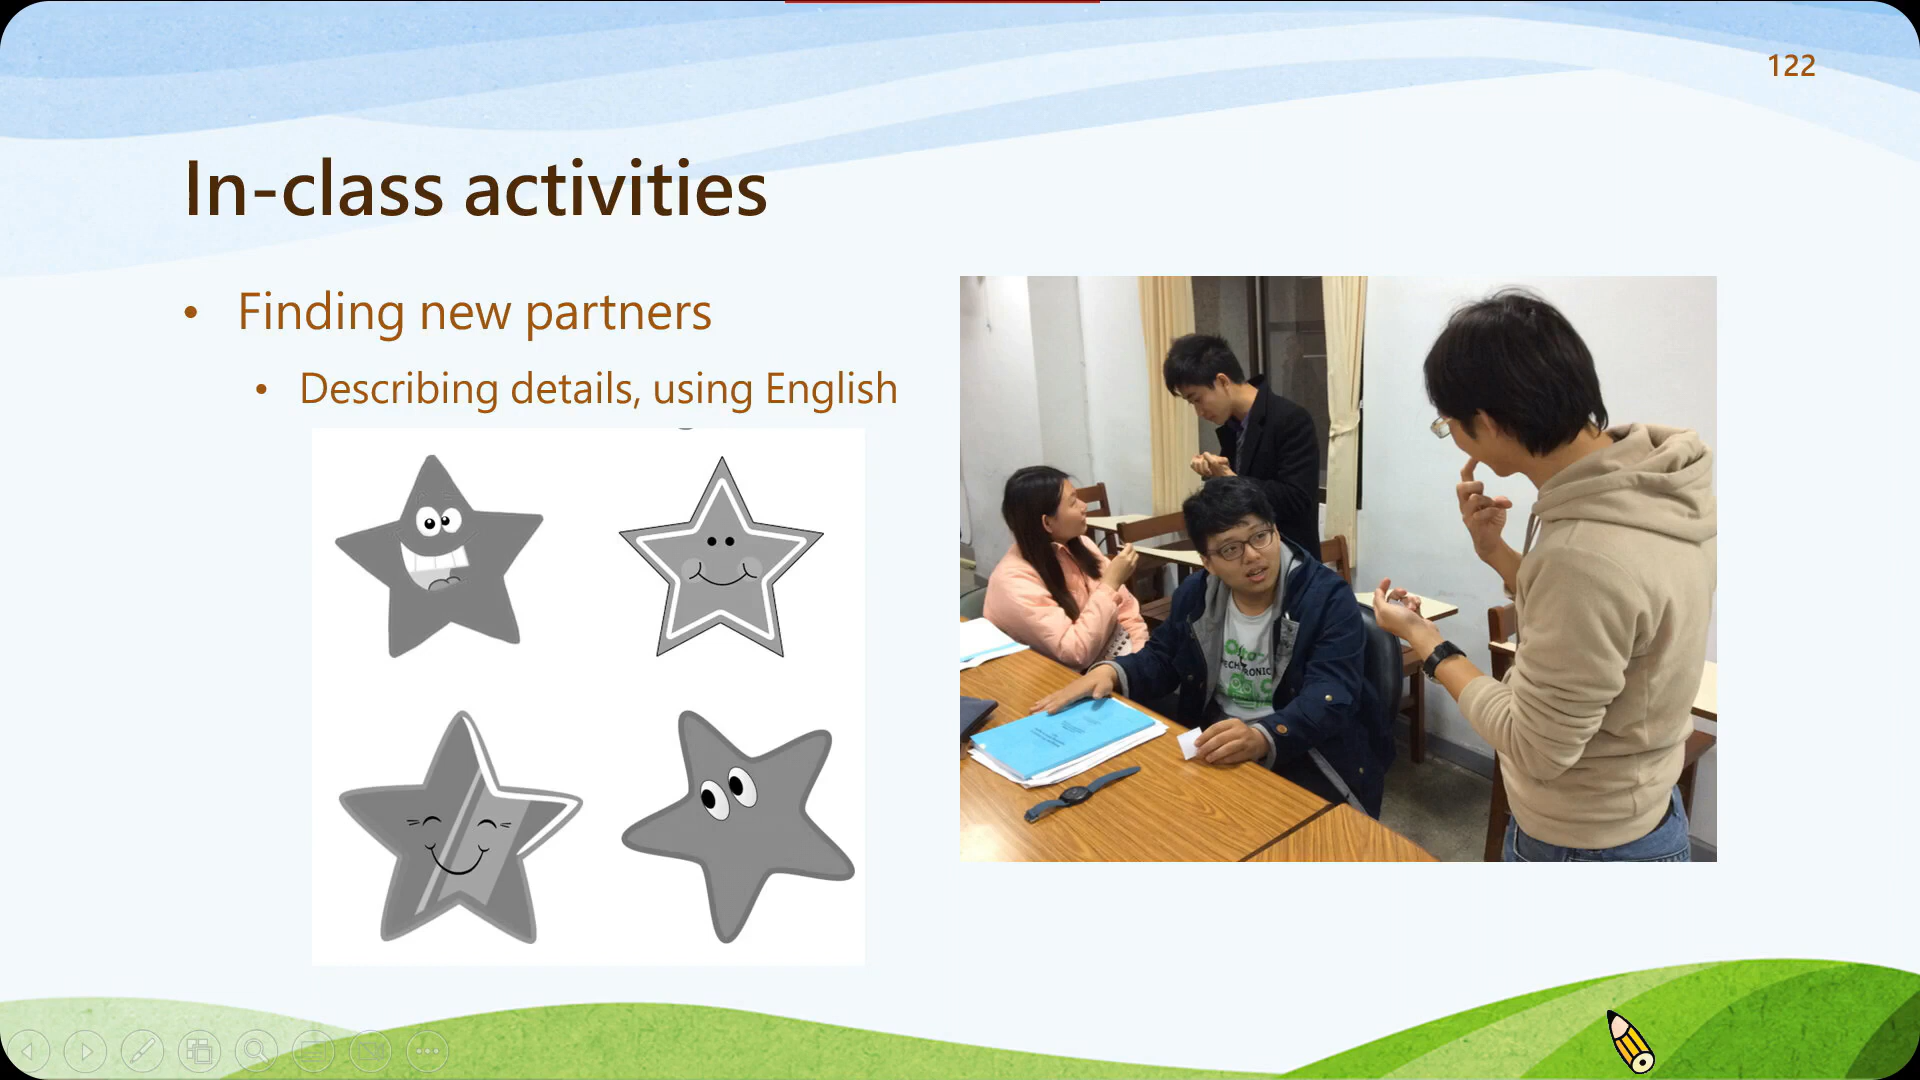 122
In-class activities
• Finding new partners
• Describing details, using English